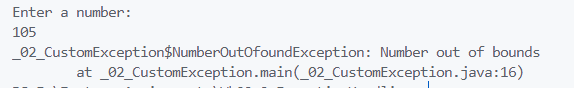 Enter a number:
105
_02_CustomException$NumberOutOfoundException: Number out of bounds
at _02_CustomException.main(_02_CustomException.java:16)